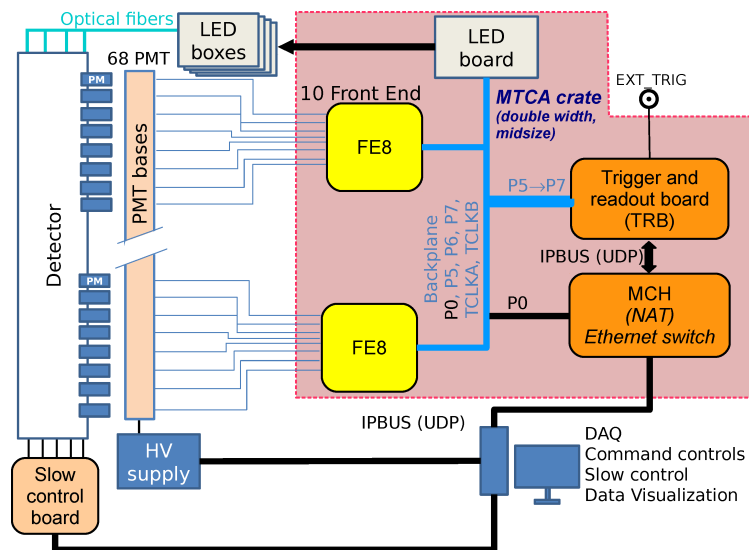 Optical fibers
LED
boxes
LED
board
68 PMT
PM
10 Front End
MTCA crate
(double width,
midsize)
EXT_TRIG
FE8
PMT bases
Detector
P5→P7
Trigger and
readout board
(TRB)
Backplane
P0, P5, P6, P7,
TCLKA, TCLKB
IPBUS (UDP)
PM
P0
MCH
(NAT)
Ethernet switch
FE8
IPBUS (UDP)
HV
supply
DAQ
Command controls
Slow control
Data Visualization
Slow
control
board